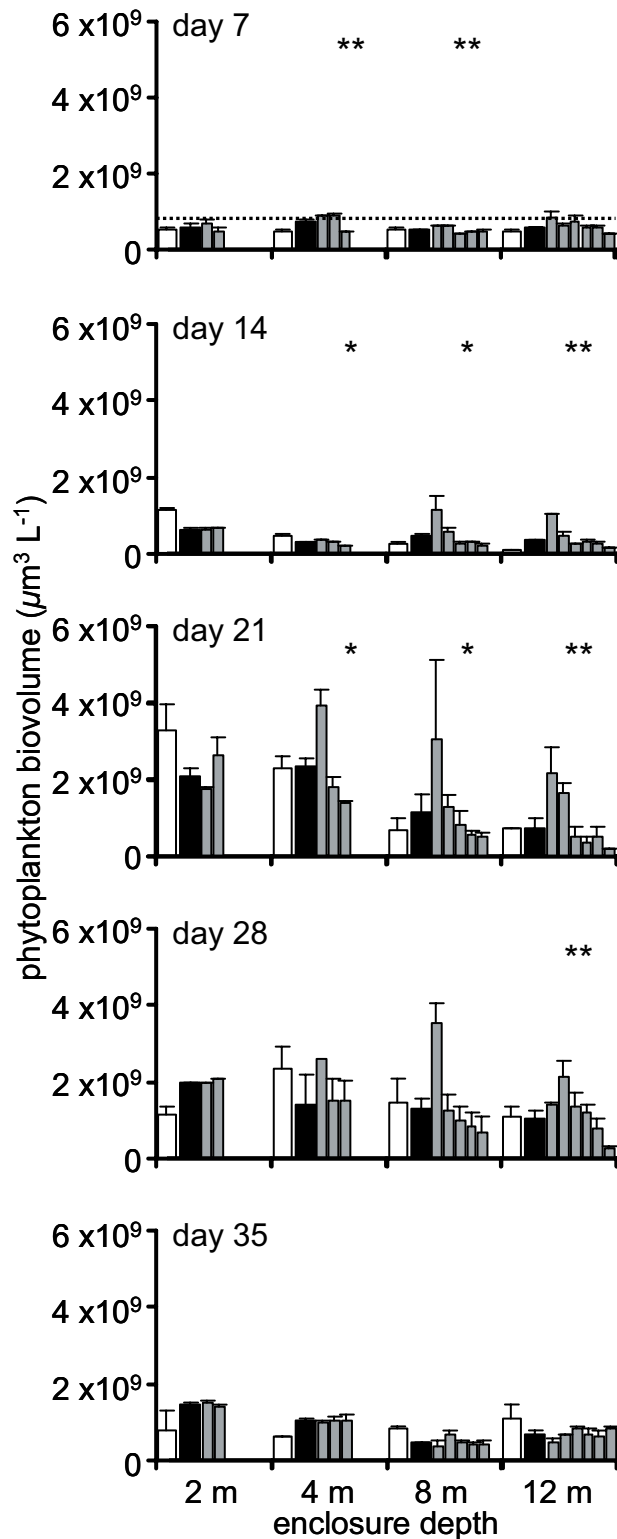 phytoplankton biovolume (µm³ L⁻¹)
6 x10⁹ day 7 ** **
4 x10⁹
2 x10⁹
0
6 x10⁹ day 14 * * **
4 x10⁹
2 x10⁹
0
6 x10⁹ day 21 * * **
4 x10⁹
2 x10⁹
0
6 x10⁹ day 28 **
4 x10⁹
2 x10⁹
0
6 x10⁹ day 35
4 x10⁹
2 x10⁹
0
2 m 4 m 8 m 12 m
enclosure depth